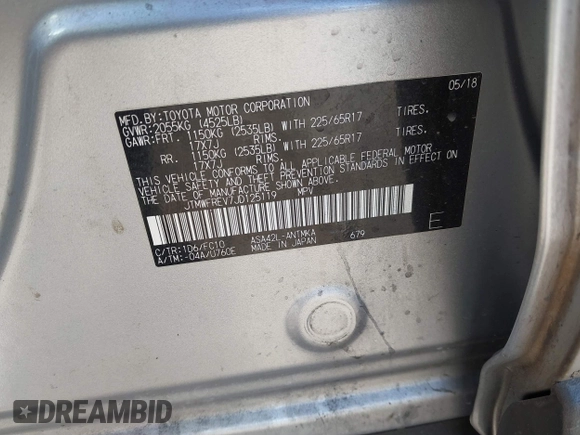 MFD.BY:TOYOTA MOTOR CORPORATION 05/18
GVWR:2055KG (4525LB)
GAWR:FRT. 1150KG (2535LB) WITH 225/65R17 TIRES.
17X7J RIMS.
RR. 1150KG (2535LB) WITH 225/65R17 TIRES.
17X7J RIMS.
THIS VEHICLE CONFORMS TO ALL APPLICABLE FEDERAL MOTOR
VEHICLE SAFETY AND BUMPER STANDARDS IN EFFECT ON
THE DATE OF MANUFACTURE SHOWN ABOVE.
JTMWFREV7JD125119 MPV
E
C/TR:1D6/FC10 ASA42L-ANTMKA 679
A/TM:-04A/U760E MADE IN JAPAN
DREAMBID